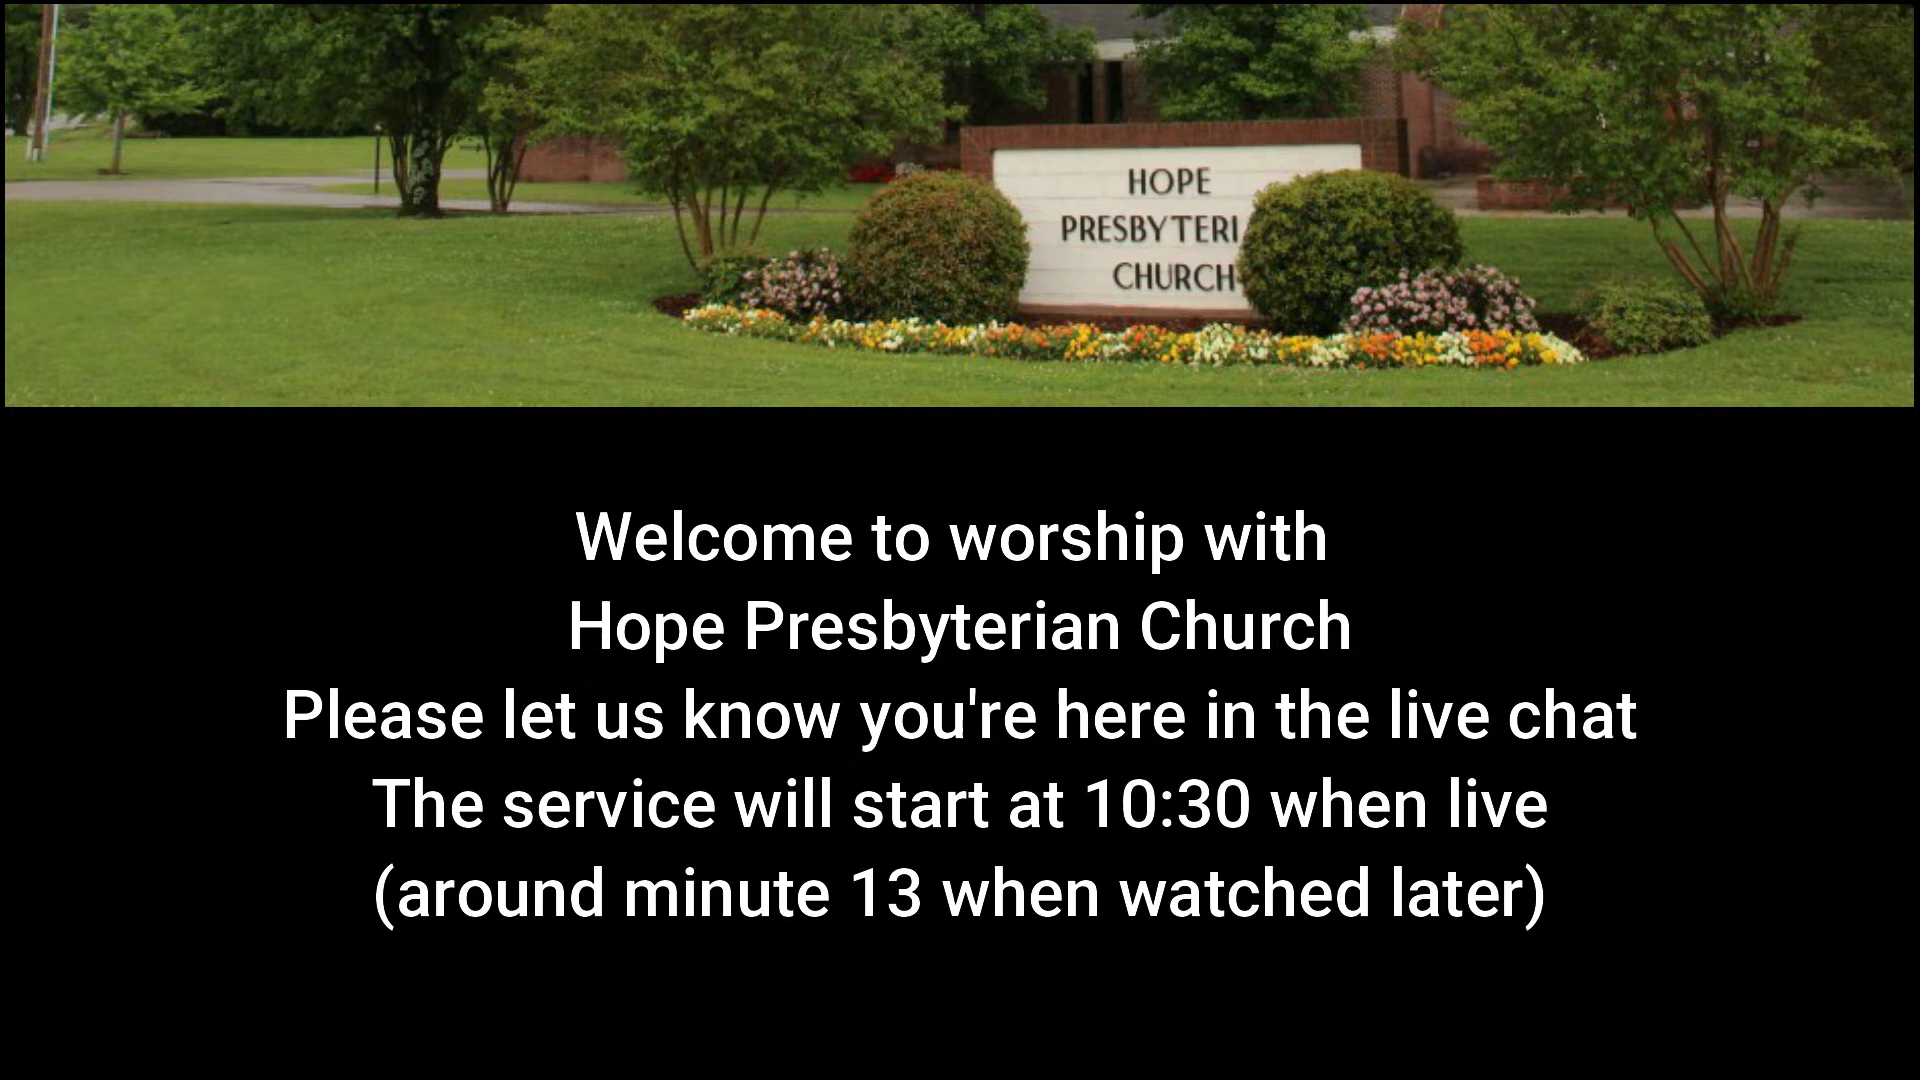 HOPE
PRESBYTERI
CHURCH
Welcome to worship with
Hope Presbyterian Church
Please let us know you're here in the live chat
The service will start at 10:30 when live
(around minute 13 when watched later)